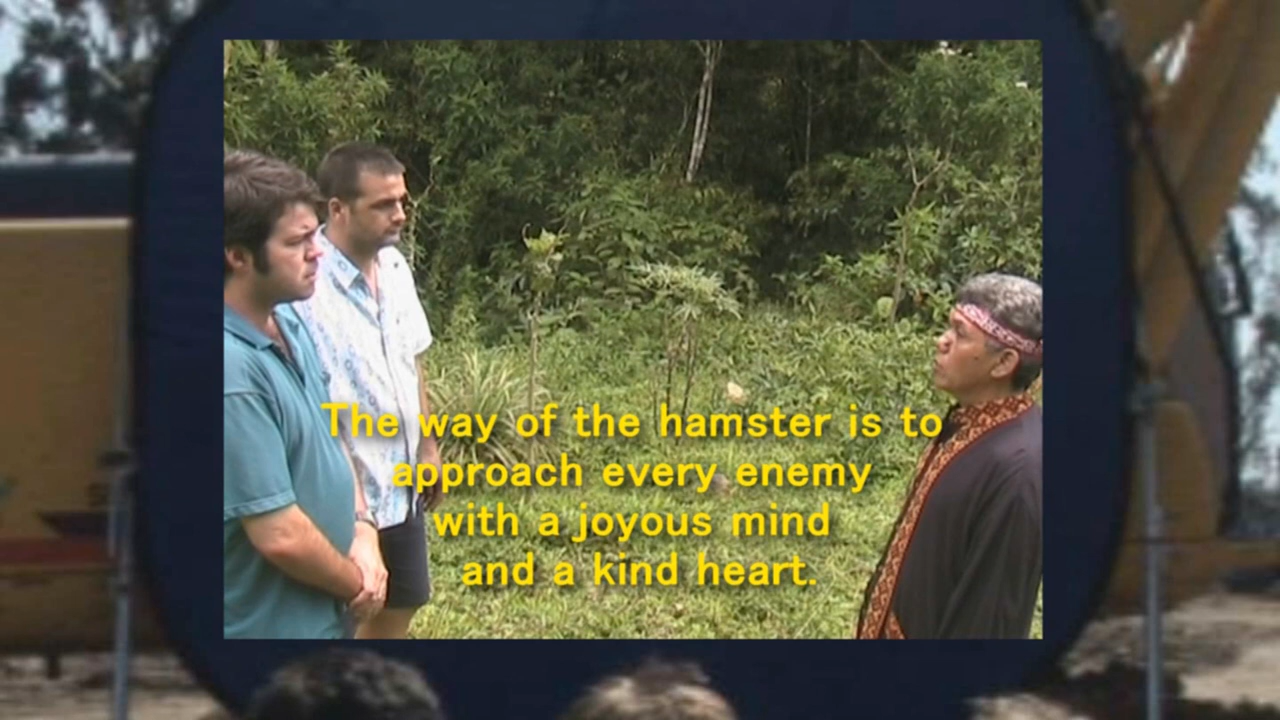 The way of the hamster is to
approach every enemy
with a joyous mind
and a kind heart.